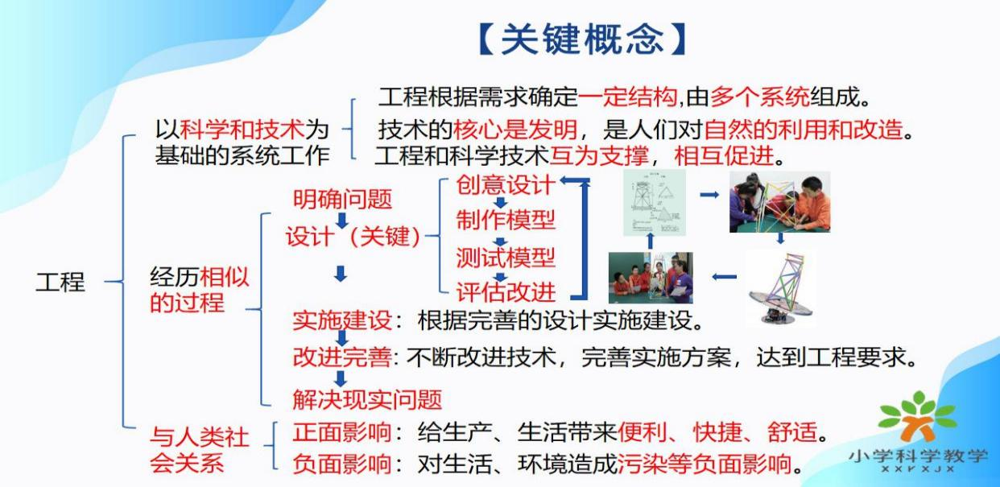 【关键概念】
工程根据需求确定一定结构,由多个系统组成。
以科学和技术为
基础的系统工作
技术的核心是发明，是人们对自然的利用和改造。
工程和科学技术互为支撑，相互促进。
工程
经历相似
的过程
明确问题
设计（关键）
创意设计
制作模型
测试模型
评估改进
实施建设：根据完善的设计实施建设。
改进完善: 不断改进技术，完善实施方案，达到工程要求。
解决现实问题
与人类社
会关系
正面影响：给生产、生活带来便利、快捷、舒适。
负面影响：对生活、环境造成污染等负面影响。
小学科学教学
XXKXJX